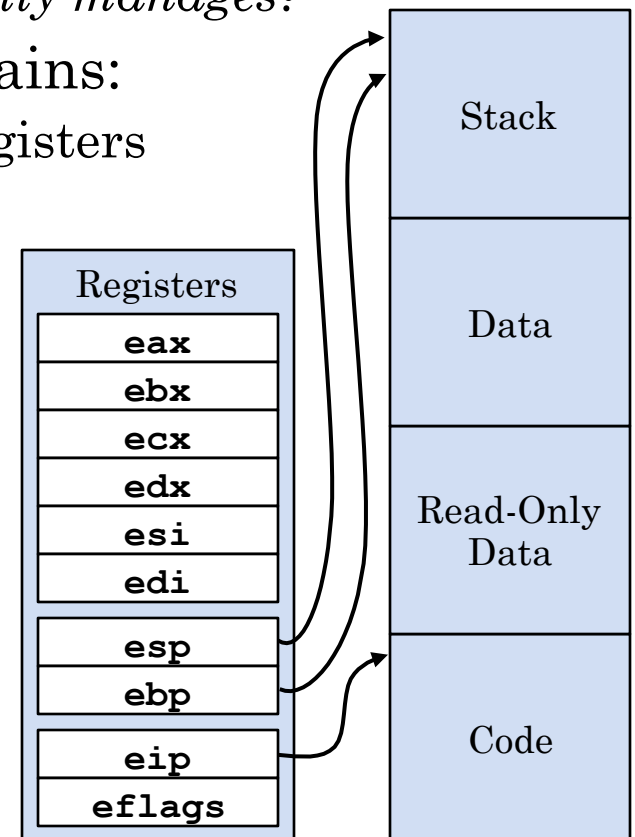 manages?
ains:
gisters
Registers
eax
ebx
ecx
edx
esi
edi
esp
ebp
eip
eflags
Stack
Data
Read-Only
Data
Code